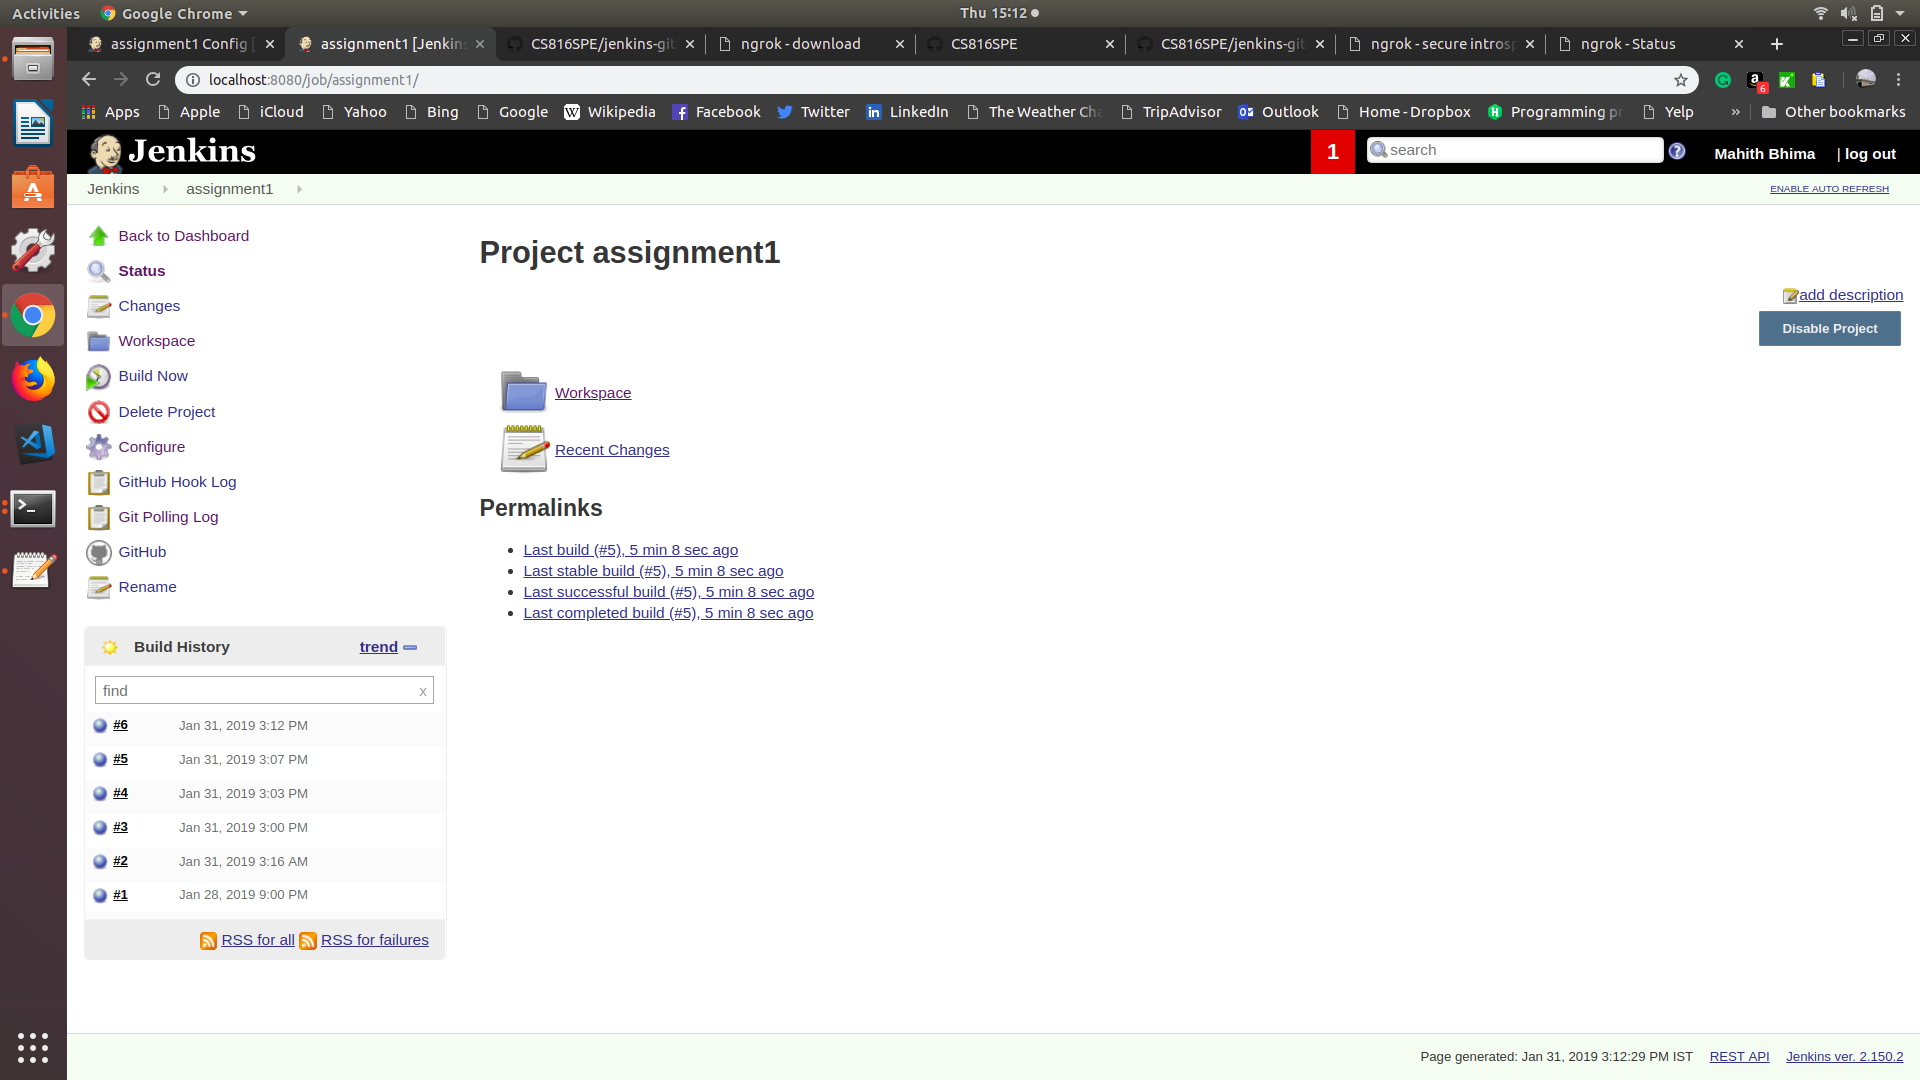 Activities Google Chrome Thu 15:12
assignment1 Config [ assignment1 [Jenkins CS816SPE/jenkins-git ngrok - download CS816SPE CS816SPE/jenkins-git ngrok - secure introsp ngrok - Status
localhost:8080/job/assignment1/
Apps Apple iCloud Yahoo Bing Google Wikipedia Facebook Twitter LinkedIn The Weather Cha TripAdvisor Outlook Home - Dropbox Programming pr Yelp » Other bookmarks
Jenkins 1 search Mahith Bhima | log out
Jenkins assignment1 ENABLE AUTO REFRESH
Back to Dashboard
Status
Changes
Workspace
Build Now
Delete Project
Configure
GitHub Hook Log
Git Polling Log
GitHub
Rename
Build History trend
find x
#6 Jan 31, 2019 3:12 PM
#5 Jan 31, 2019 3:07 PM
#4 Jan 31, 2019 3:03 PM
#3 Jan 31, 2019 3:00 PM
#2 Jan 31, 2019 3:16 AM
#1 Jan 28, 2019 9:00 PM
RSS for all RSS for failures
Project assignment1
add description
Disable Project
Workspace
Recent Changes
Permalinks
Last build (#5), 5 min 8 sec ago
Last stable build (#5), 5 min 8 sec ago
Last successful build (#5), 5 min 8 sec ago
Last completed build (#5), 5 min 8 sec ago
Page generated: Jan 31, 2019 3:12:29 PM IST REST API Jenkins ver. 2.150.2